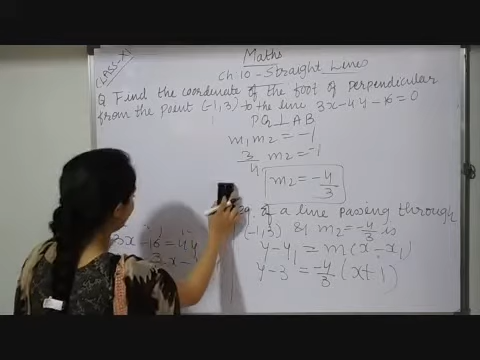 CLASS-XI
Maths
Ch:10 - Straight Lines
Q Find the coordinate of the foot of perpendicular
from the point (-1,3) to the line 3x-4y-16=0
PQ ⊥ AB
m₁m₂ = -1
3/4 m₂ = -1
m₂ = -4/3
eq. of a line passing through
(-1,3) & m₂ = -4/3 is
y-y₁ = m(x-x₁)
y-3 = -4/3 (x+1)
3x-16 = 4y
3 x -